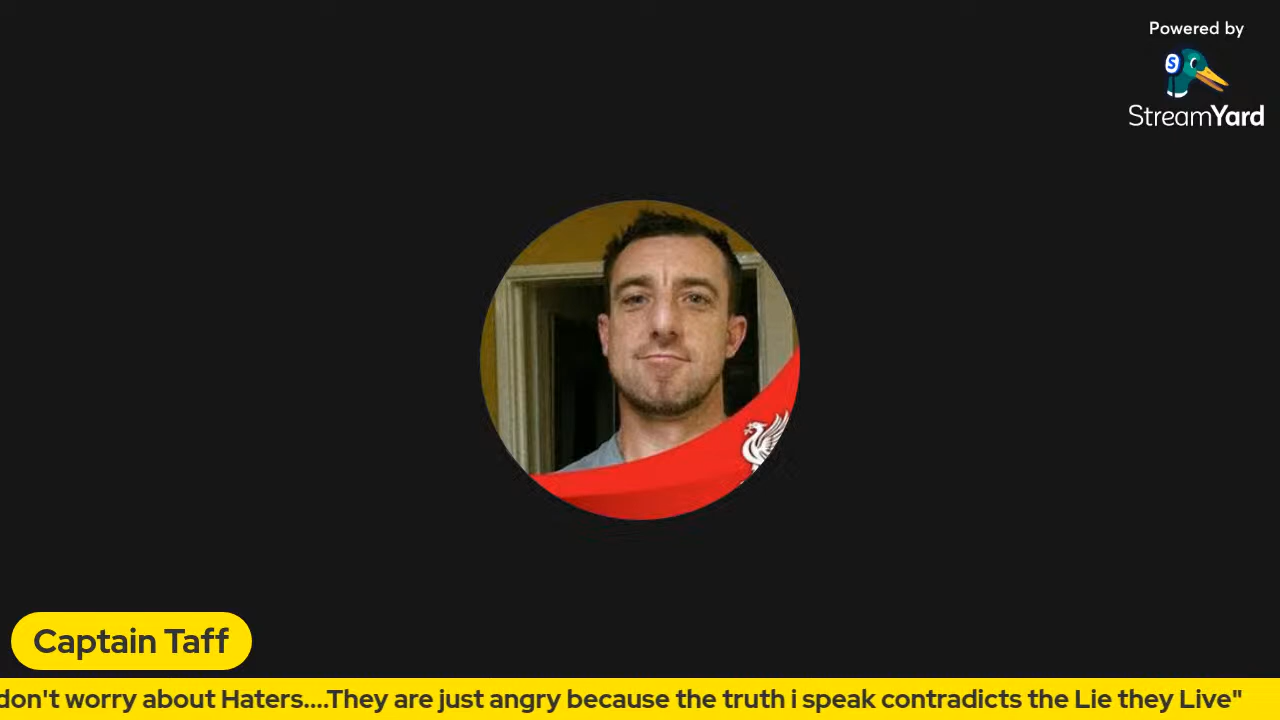 Powered by
S
StreamYard
Captain Taff
don't worry about Haters....They are just angry because the truth i speak contradicts the Lie they Live"